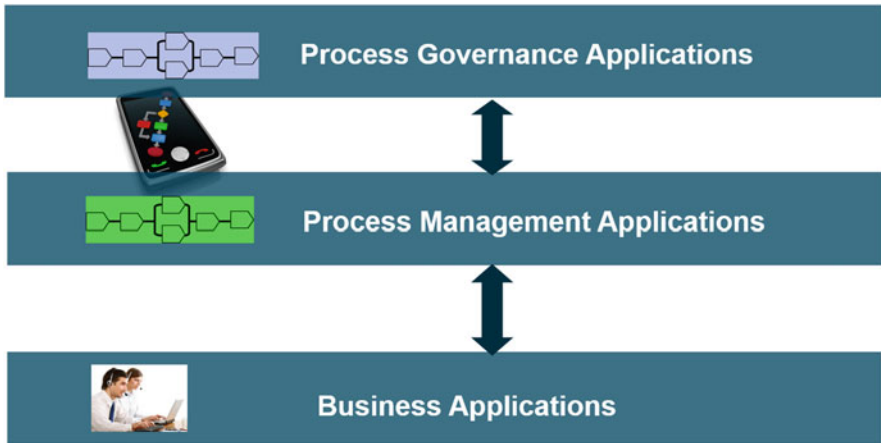 Process Governance Applications
Process Management Applications
Business Applications